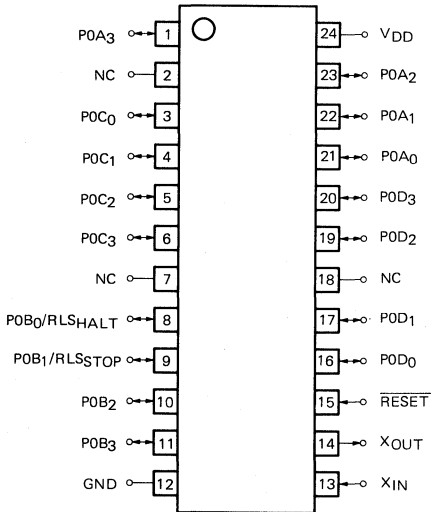 P0A3 1 24 VDD
NC 2 23 P0A2
P0C0 3 22 P0A1
P0C1 4 21 P0A0
P0C2 5 20 P0D3
P0C3 6 19 P0D2
NC 7 18 NC
P0B0/RLSHALT 8 17 P0D1
P0B1/RLSSTOP 9 16 P0D0
P0B2 10 15 RESET
P0B3 11 14 XOUT
GND 12 13 XIN